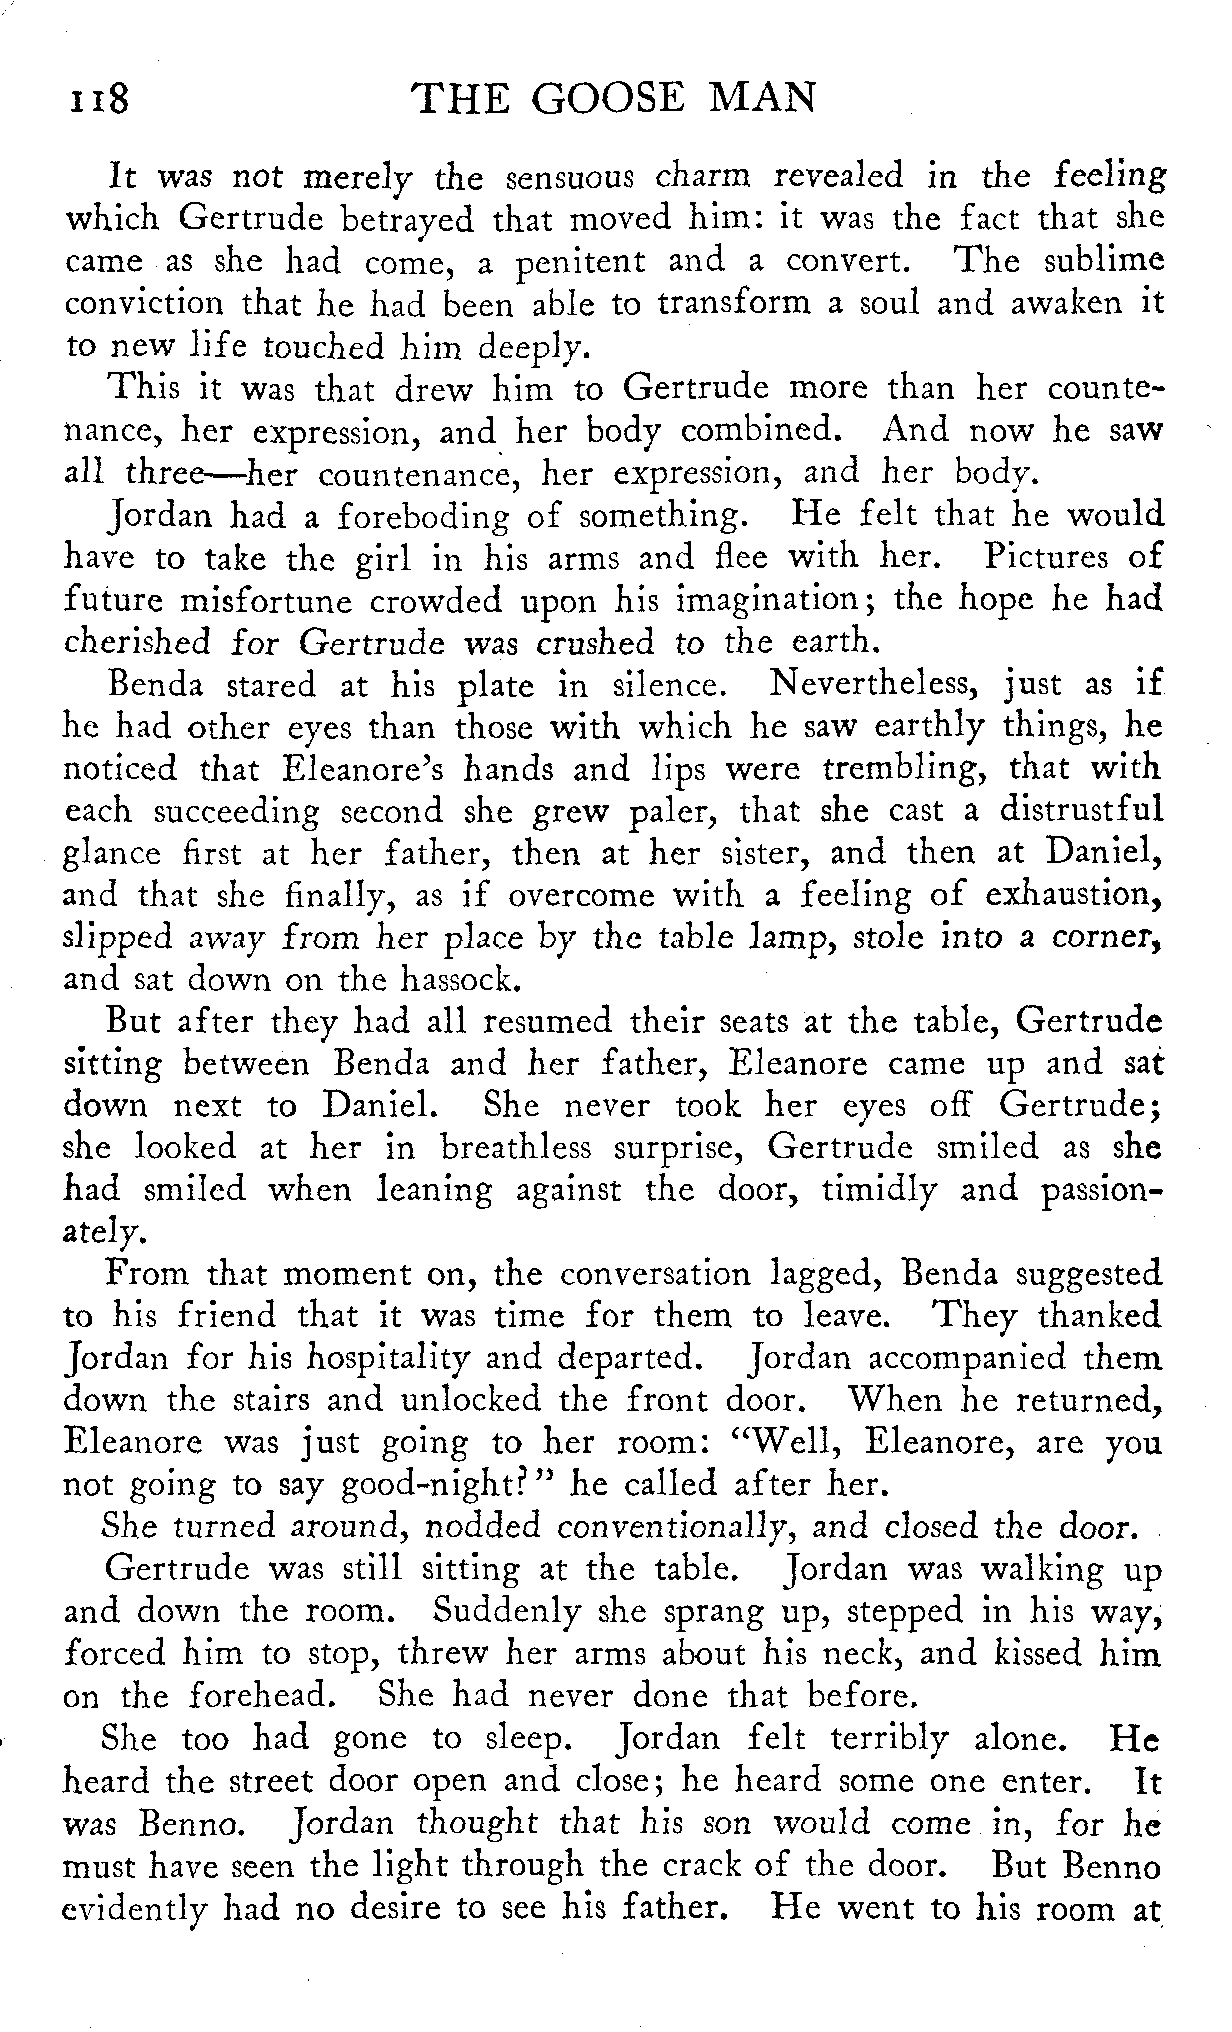 118 THE GOOSE MAN
It was not merely the sensuous charm revealed in the feeling
which Gertrude betrayed that moved him: it was the fact that she
came as she had come, a penitent and a convert. The sublime
conviction that he had been able to transform a soul and awaken it
to new life touched him deeply.
This it was that drew him to Gertrude more than her counte-
nance, her expression, and her body combined. And now he saw
all three—her countenance, her expression, and her body.
Jordan had a foreboding of something. He felt that he would
have to take the girl in his arms and flee with her. Pictures of
future misfortune crowded upon his imagination; the hope he had
cherished for Gertrude was crushed to the earth.
Benda stared at his plate in silence. Nevertheless, just as if
he had other eyes than those with which he saw earthly things, he
noticed that Eleanore's hands and lips were trembling, that with
each succeeding second she grew paler, that she cast a distrustful
glance first at her father, then at her sister, and then at Daniel,
and that she finally, as if overcome with a feeling of exhaustion,
slipped away from her place by the table lamp, stole into a corner,
and sat down on the hassock.
But after they had all resumed their seats at the table, Gertrude
sitting between Benda and her father, Eleanore came up and sat
down next to Daniel. She never took her eyes off Gertrude;
she looked at her in breathless surprise, Gertrude smiled as she
had smiled when leaning against the door, timidly and passion-
ately.
From that moment on, the conversation lagged, Benda suggested
to his friend that it was time for them to leave. They thanked
Jordan for his hospitality and departed. Jordan accompanied them
down the stairs and unlocked the front door. When he returned,
Eleanore was just going to her room: "Well, Eleanore, are you
not going to say good-night?" he called after her.
She turned around, nodded conventionally, and closed the door.
Gertrude was still sitting at the table. Jordan was walking up
and down the room. Suddenly she sprang up, stepped in his way,
forced him to stop, threw her arms about his neck, and kissed him
on the forehead. She had never done that before.
She too had gone to sleep. Jordan felt terribly alone. He
heard the street door open and close; he heard some one enter. It
was Benno. Jordan thought that his son would come in, for he
must have seen the light through the crack of the door. But Benno
evidently had no desire to see his father. He went to his room at